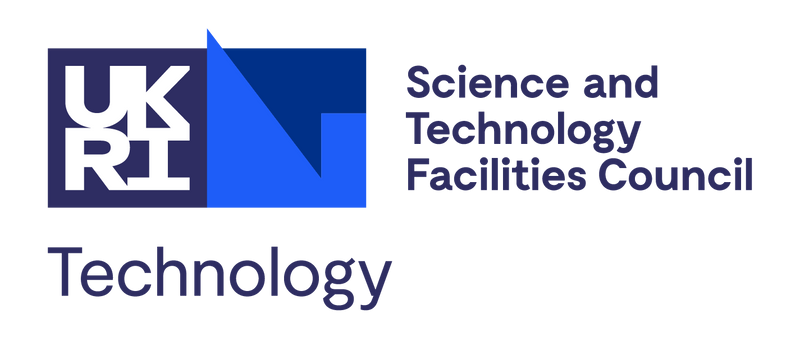 UK
RI
Science and
Technology
Facilities Council
Technology